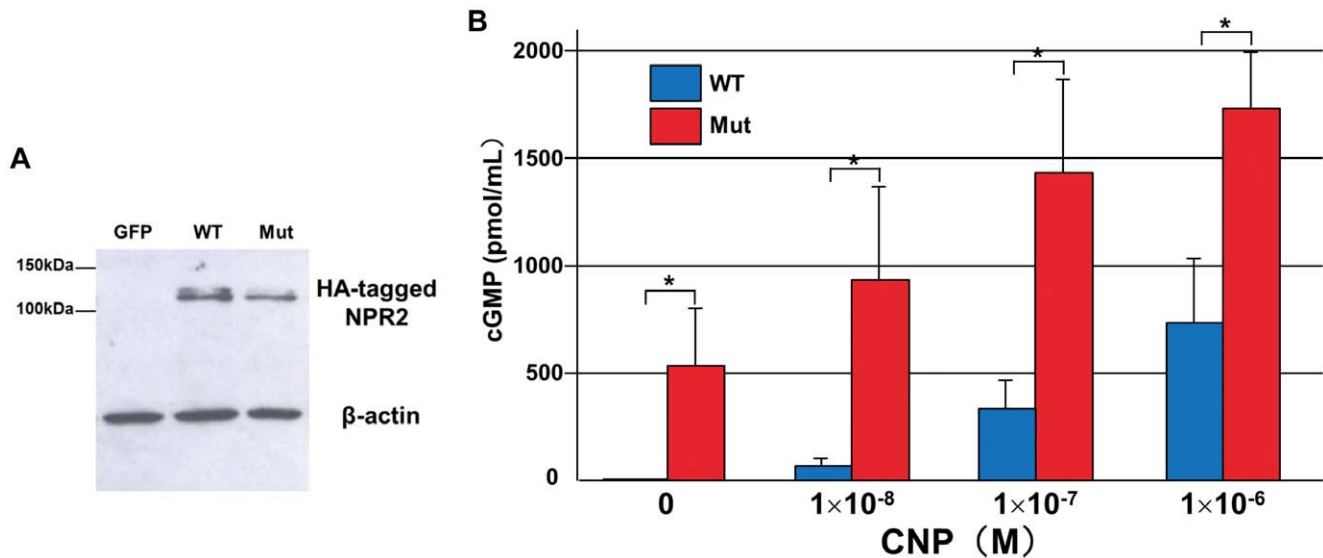 A
GFP WT Mut
150kDa
100kDa
HA-tagged
NPR2
β-actin
B
cGMP (pmol/mL)
2000
1500
1000
500
0
WT
Mut
*
*
*
*
0 1×10⁻⁸ 1×10⁻⁷ 1×10⁻⁶
CNP (M)